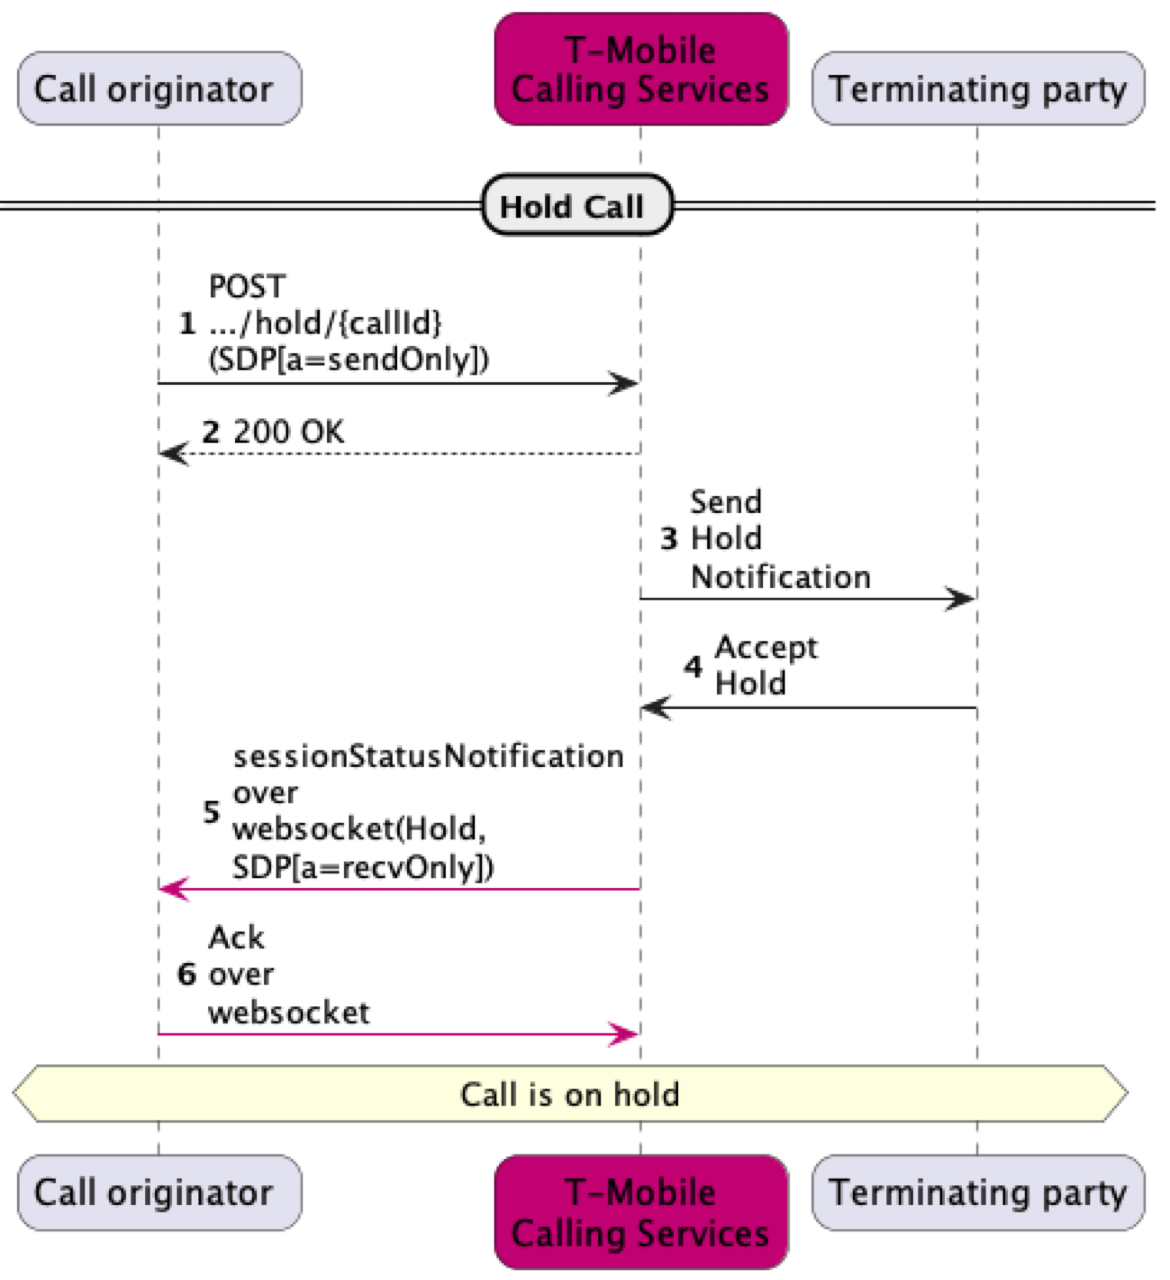 Call originator
T-Mobile
Calling Services
Terminating party
Hold Call
POST
1 .../hold/{callId}
(SDP[a=sendOnly])
2 200 OK
Send
3 Hold
Notification
Accept
4
Hold
sessionStatusNotification
over
5
websocket(Hold,
SDP[a=recvOnly])
Ack
6 over
websocket
Call is on hold
Call originator
T-Mobile
Calling Services
Terminating party